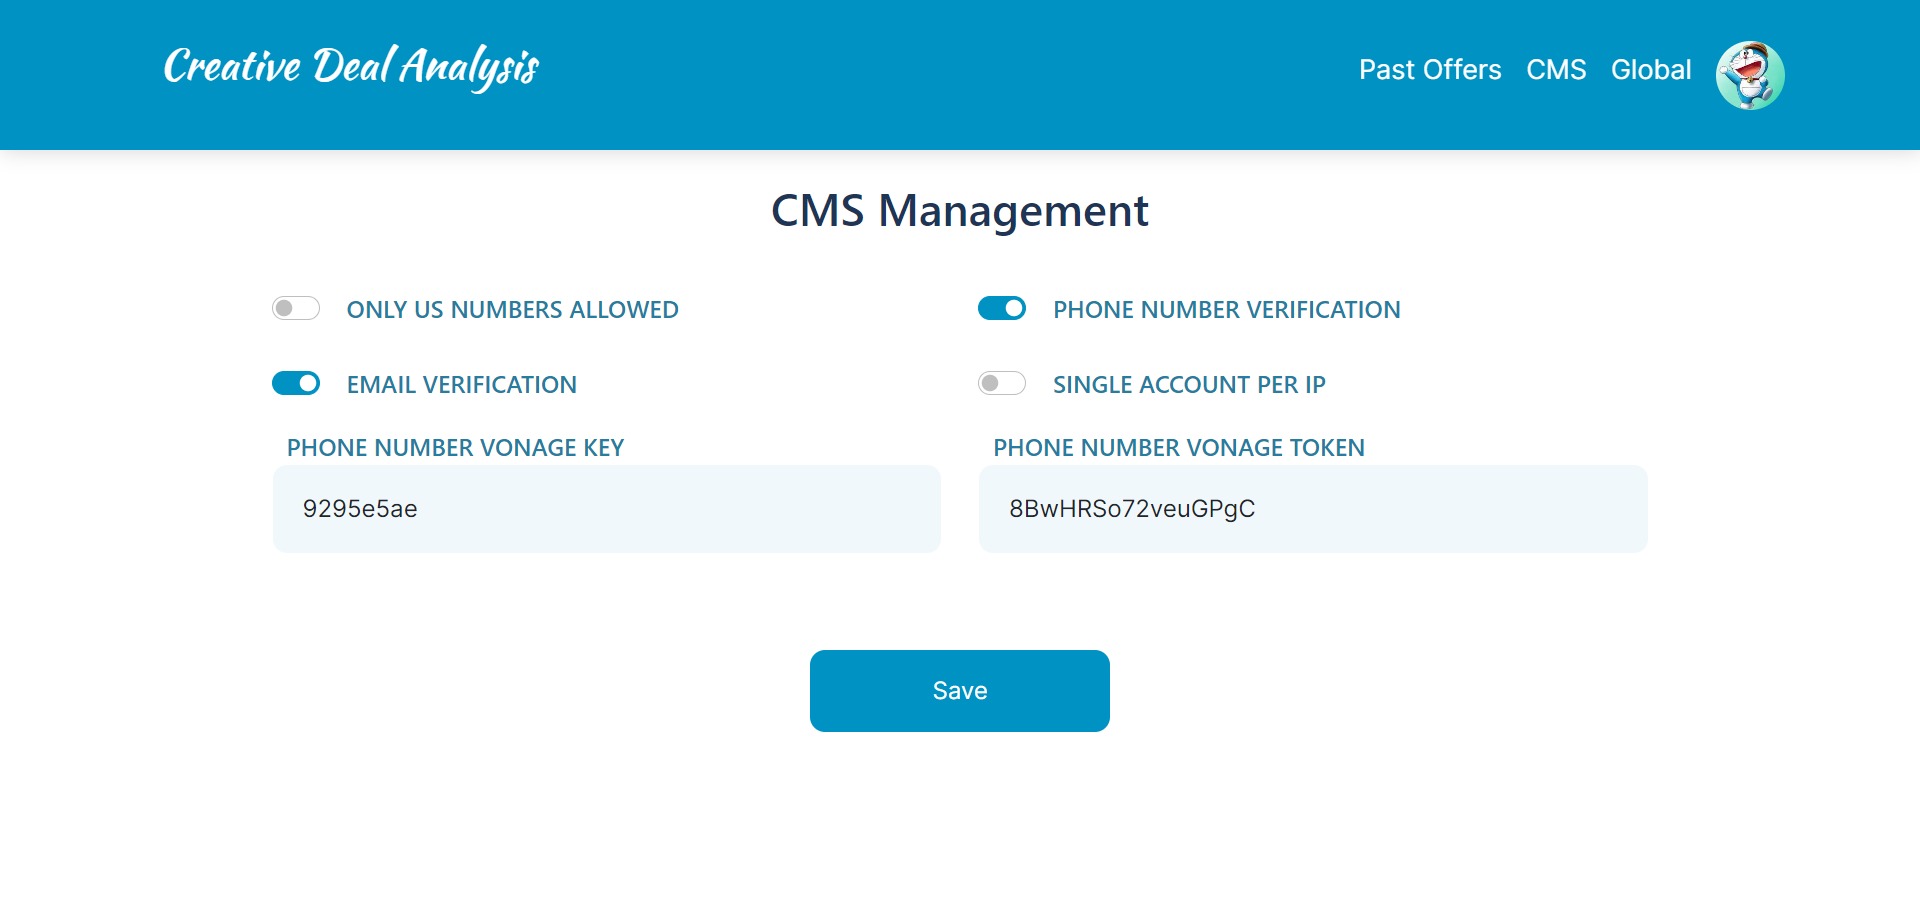 Creative Deal Analysis
Past Offers CMS Global
CMS Management
ONLY US NUMBERS ALLOWED
PHONE NUMBER VERIFICATION
EMAIL VERIFICATION
SINGLE ACCOUNT PER IP
PHONE NUMBER VONAGE KEY
PHONE NUMBER VONAGE TOKEN
9295e5ae
8BwHRSo72veuGPgC
Save